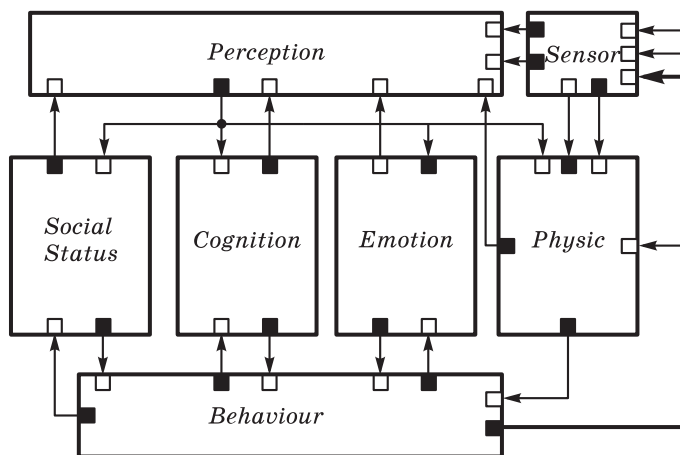 Perception
Sensor
Social
Status
Cognition
Emotion
Physic
Behaviour